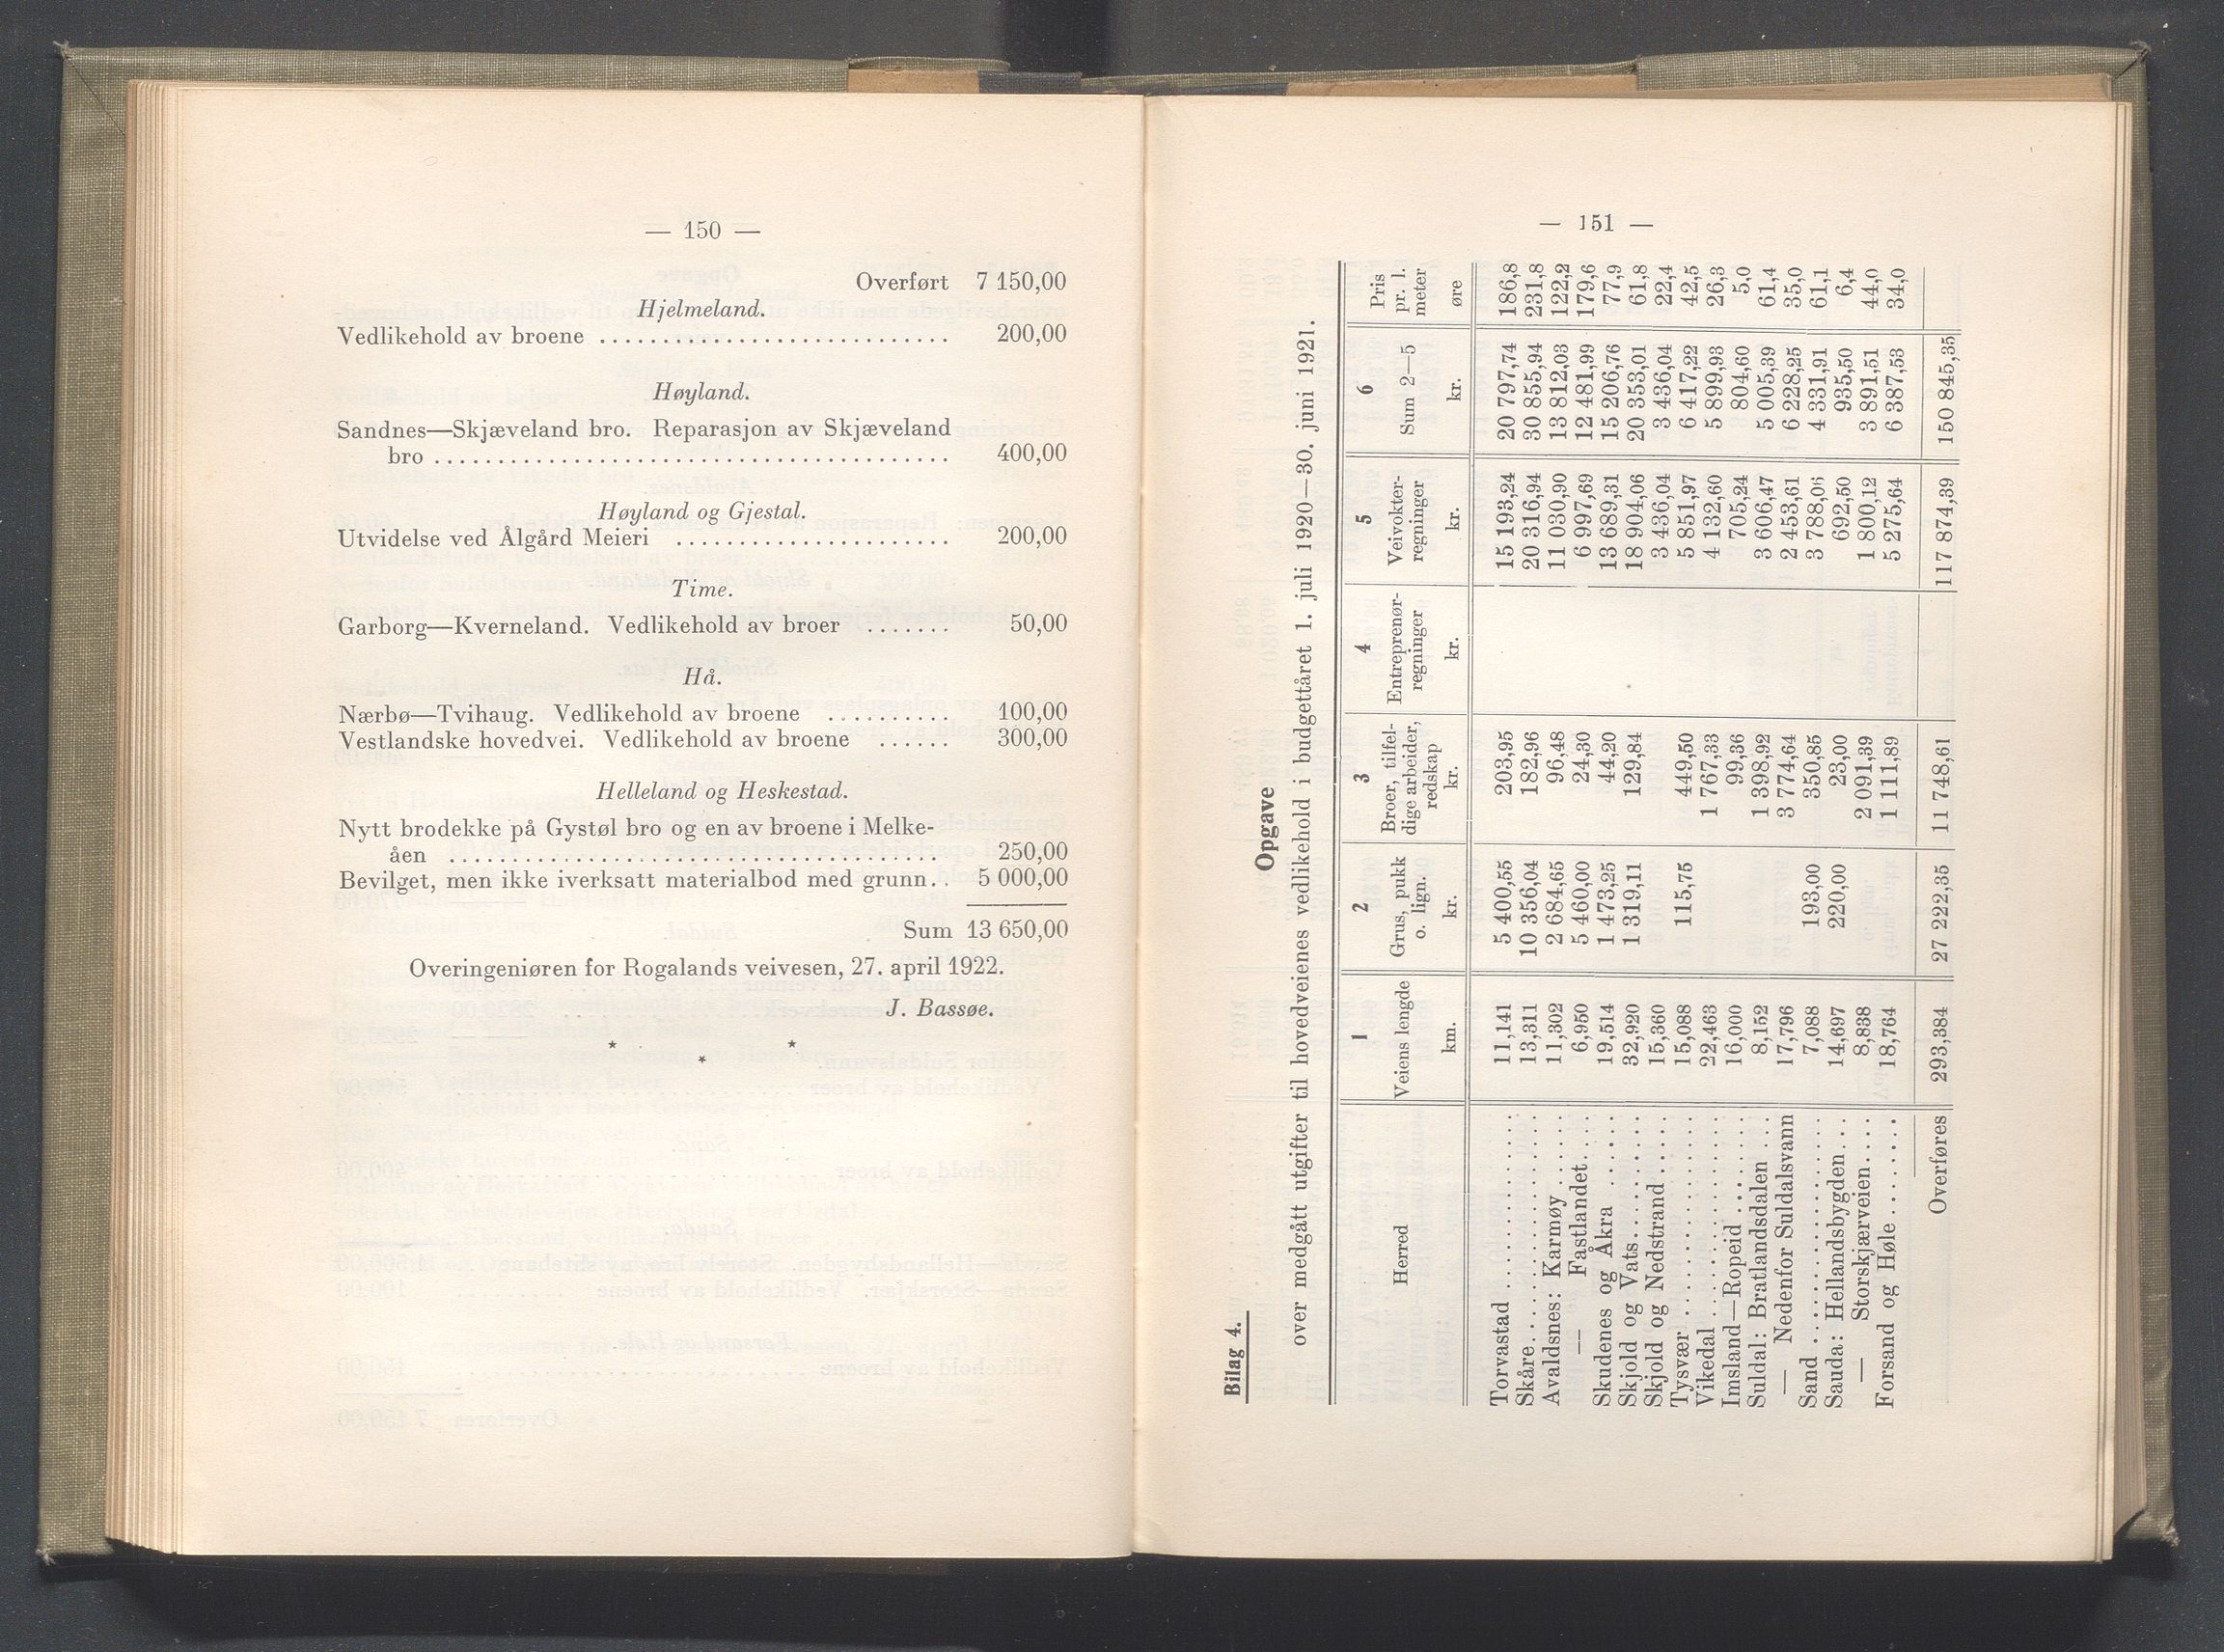 — 150 —
Overført 7 150,00
Hjelmeland.
Vedlikehold av broene ............................ 200,00
Høyland.
Sandnes—Skjæveland bro. Reparasjon av Skjæveland
bro ......................................... 400,00
Høyland og Gjestal.
Utvidelse ved Ålgård Meieri ...................... 200,00
Time.
Garborg—Kverneland. Vedlikehold av broer ....... 50,00
Hå.
Nærbø—Tvihaug. Vedlikehold av broene .......... 100,00
Vestlandske hovedvei. Vedlikehold av broene ...... 300,00
Helleland og Heskestad.
Nytt brodekke på Gystøl bro og en av broene i Melke-
åen ....................................... 250,00
Bevilget, men ikke iverksatt materialbod med grunn.. 5 000,00
Sum 13 650,00
Overingeniøren for Rogalands veivesen, 27. april 1922.
J. Bassøe.
* * *
— 151 —
Bilag 4.
Opgave
over medgått utgifter til hovedveienes vedlikehold i budgettåret 1. juli 1920—30. juni 1921.
Herred | 1 Veiens lengde km. | 2 Grus, pukk o. lign. kr. | 3 Broer, tilfeldige arbeider, redskap kr. | 4 Entreprenør-regninger kr. | 5 Veivokter-regninger kr. | 6 Sum 2—5 kr. | Pris pr. l. meter øre
Torvastad .................. 11,141 5 400,55 203,95 15 193,24 20 797,74 186,8
Skåre...................... 13,311 10 356,04 182,96 20 316,94 30 855,94 231,8
Avaldsnes: Karmøy ...... 11,302 2 684,65 96,48 11 030,90 13 812,03 122,2
— Fastlandet.... 6,950 5 460,00 24,30 6 997,69 12 481,99 179,6
Skudenes og Åkra ...... 19,514 1 473,25 44,20 13 689,31 15 206,76 77,9
Skjold og Vats.......... 32,920 1 319,11 129,84 18 904,06 20 353,01 61,8
Skjold og Nedstrand ..... 15,360 3 436,04 3 436,04 22,4
Tysvær .................. 15,088 115,75 449,50 5 851,97 6 417,22 42,5
Vikedal .................. 22,463 1 767,33 4 132,60 5 899,93 26,3
Imsland—Ropeid ........ 16,000 99,36 705,24 804,60 5,0
Suldal: Bratlandsdalen .... 8,152 1 398,92 3 606,47 5 005,39 61,4
— Nedenfor Suldalsvann 17,796 3 774,64 2 453,61 6 228,25 35,0
Sand .................... 7,088 193,00 350,85 3 788,06 4 331,91 61,1
Sauda: Hellandsbygden ... 14,697 220,00 23,00 692,50 935,50 6,4
— Storskjærveien.... 8,838 2 091,39 1 800,12 3 891,51 44,0
Forsand og Høle ........ 18,764 1 111,89 5 275,64 6 387,53 34,0
Overføres 293,384 27 222,35 11 748,61 117 874,39 150 845,35